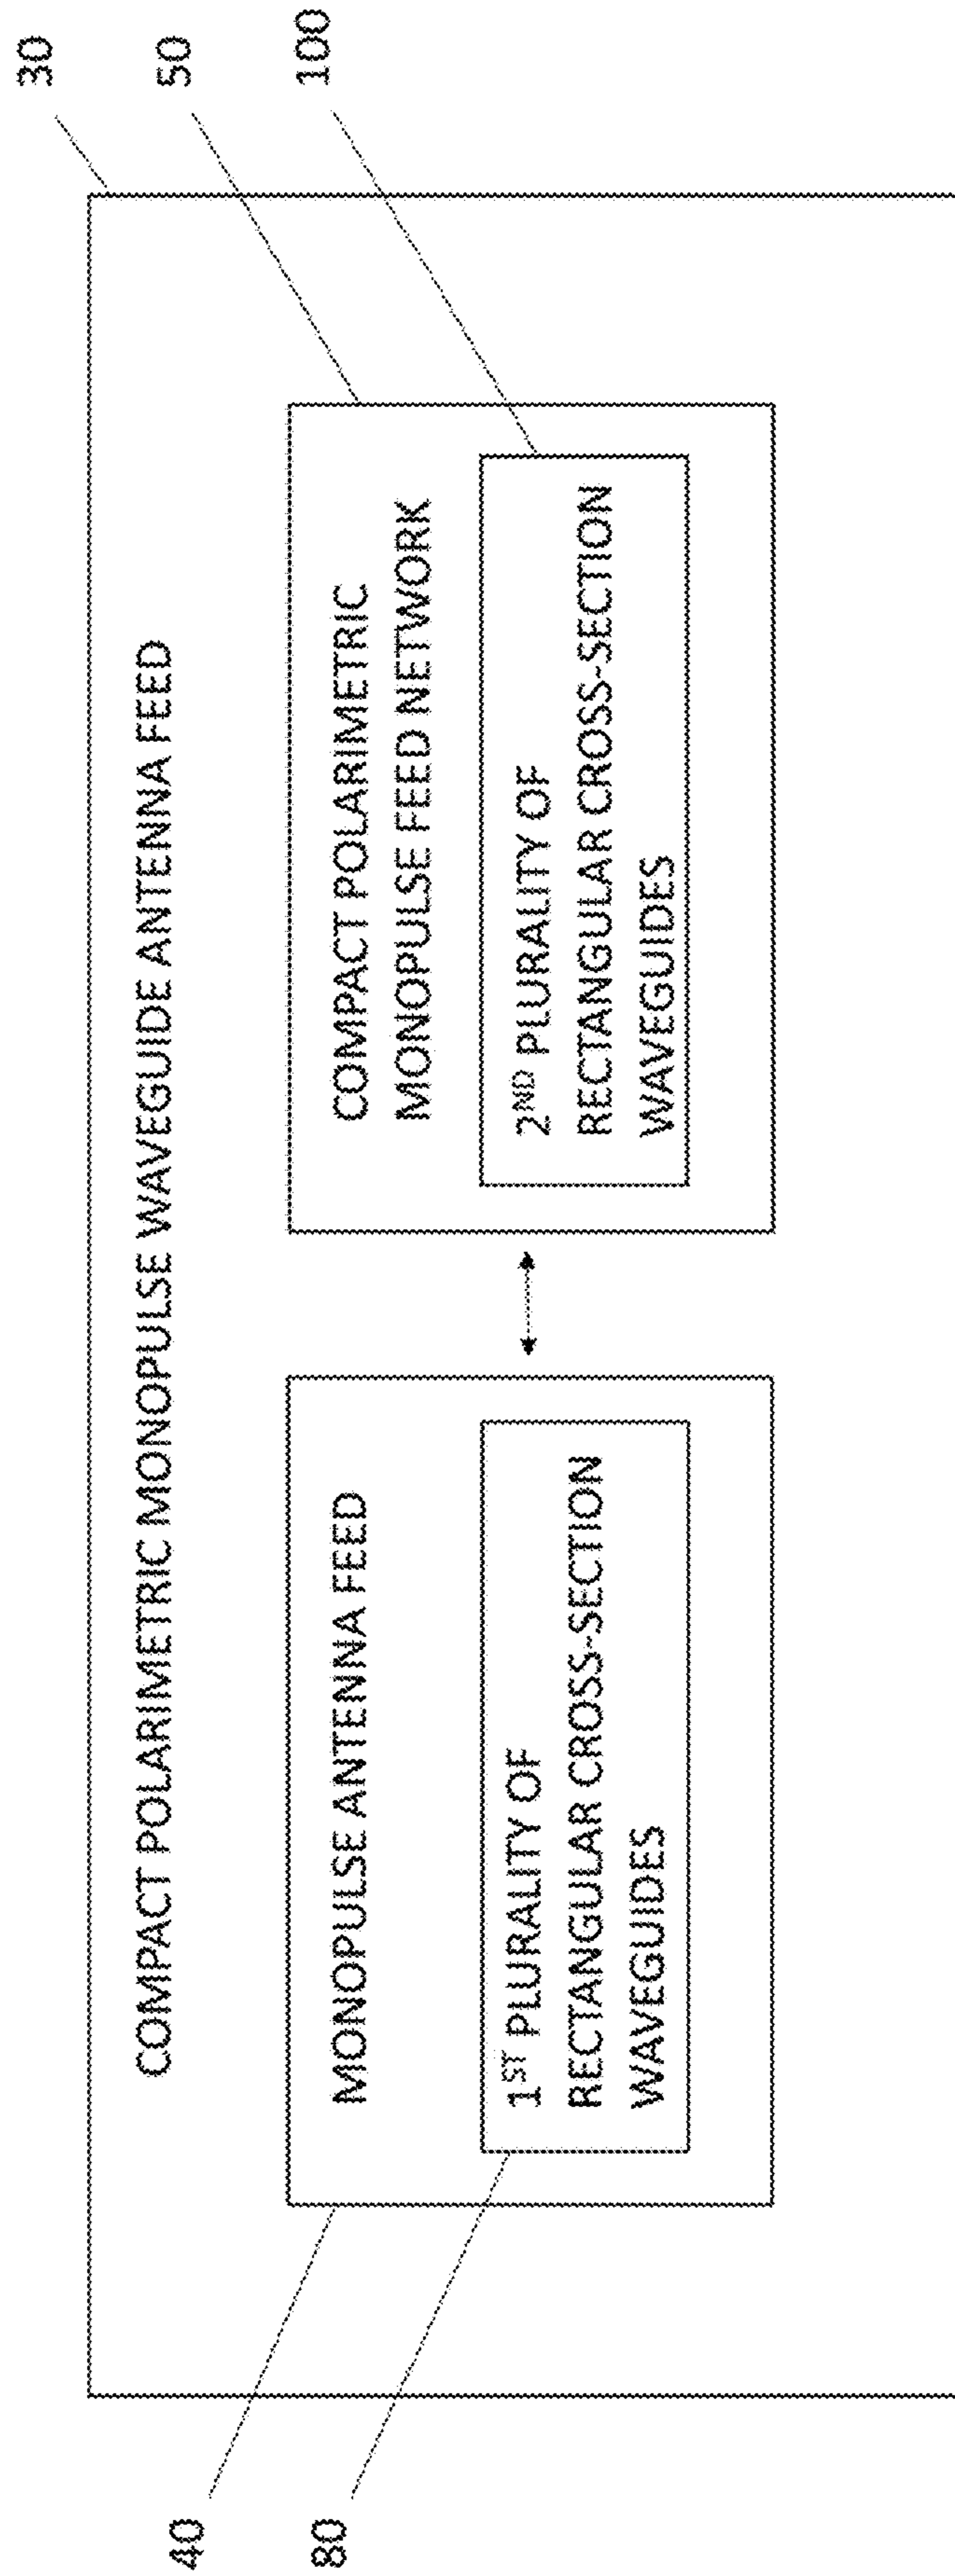 30
50
100
COMPACT POLARIMETRIC MONOPULSE WAVEGUIDE ANTENNA FEED
MONOPULSE ANTENNA FEED
1ST PLURALITY OF
RECTANGULAR CROSS-SECTION
WAVEGUIDES
COMPACT POLARIMETRIC
MONOPULSE FEED NETWORK
2ND PLURALITY OF
RECTANGULAR CROSS-SECTION
WAVEGUIDES
40
80